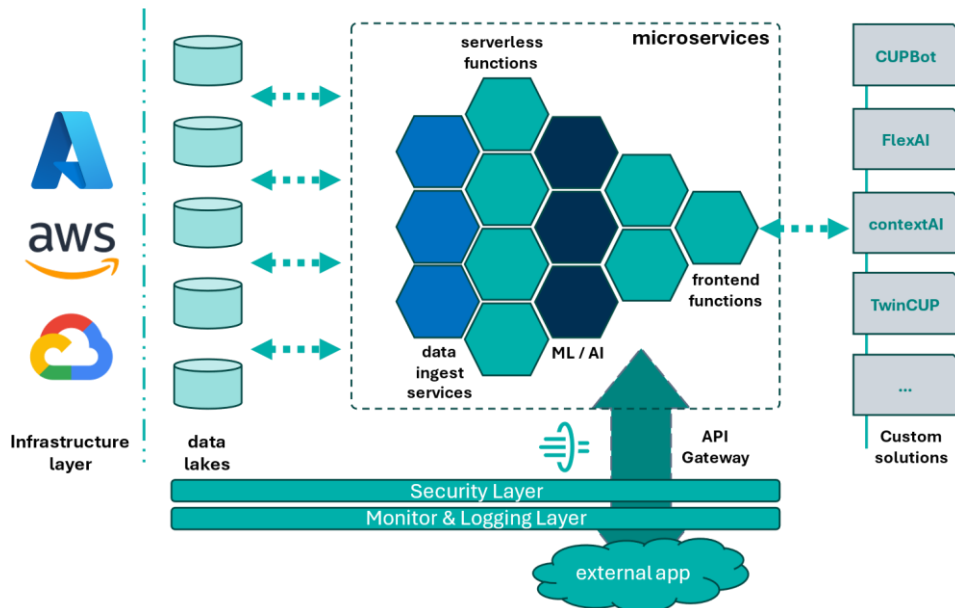 microservices
serverless
functions
CUPBot
FlexAI
aws
contextAI
frontend
functions
TwinCUP
data
ingest
services
ML / AI
...
Infrastructure
layer
data
lakes
API
Gateway
Custom
solutions
Security Layer
Monitor & Logging Layer
external app